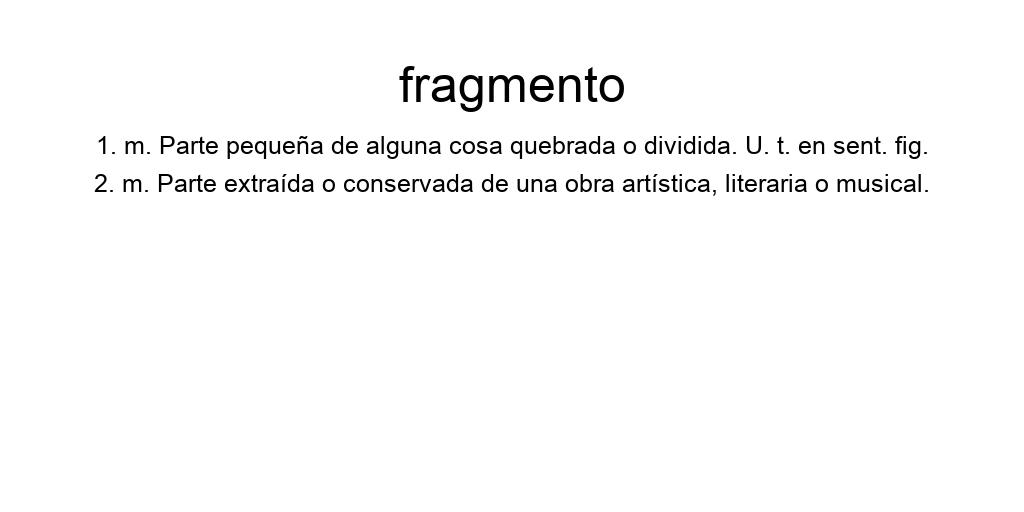 fragmento
1. m. Parte pequeña de alguna cosa quebrada o dividida. U. t. en sent. fig.
2. m. Parte extraída o conservada de una obra artística, literaria o musical.